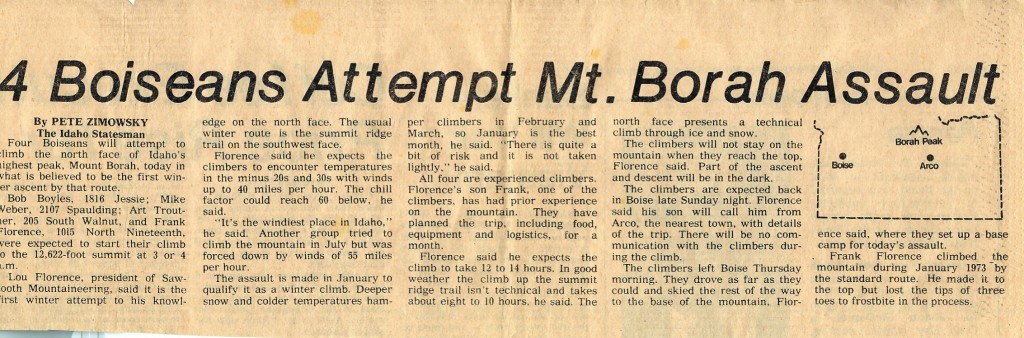 4 Boiseans Attempt Mt. Borah Assault
By PETE ZIMOWSKY
The Idaho Statesman
Four Boiseans will attempt to
climb the north face of Idaho's
highest peak, Mount Borah, today in
what is believed to be the first win-
ter ascent by that route.
Bob Boyles, 1816 Jessie; Mike
Weber, 2107 Spaulding; Art Trout-
ner, 205 South Walnut, and Frank
Florence, 1015 North Nineteenth,
were expected to start their climb
to the 12,622-foot summit at 3 or 4
a.m.
Lou Florence, president of Saw-
tooth Mountaineering, said it is the
first winter attempt to his knowl-
edge on the north face. The usual
winter route is the summit ridge
trail on the southwest face.
Florence said he expects the
climbers to encounter temperatures
in the minus 20s and 30s with winds
up to 40 miles per hour. The chill
factor could reach 60 below, he
said.
"It's the windiest place in Idaho,"
he said. Another group tried to
climb the mountain in July but was
forced down by winds of 55 miles
per hour.
The assault is made in January to
qualify it as a winter climb. Deeper
snow and colder temperatures ham-
per climbers in February and
March, so January is the best
month, he said. "There is quite a
bit of risk and it is not taken
lightly," he said.
All four are experienced climbers.
Florence's son Frank, one of the
climbers, has had prior experience
on the mountain. They have
planned the trip, including food,
equipment and logistics, for a
month.
Florence said he expects the
climb to take 12 to 14 hours. In good
weather the climb up the summit
ridge trail isn't technical and takes
about eight to 10 hours, he said. The
north face presents a technical
climb through ice and snow.
The climbers will not stay on the
mountain when they reach the top,
Florence said. Part of the ascent
and descent will be in the dark.
The climbers are expected back
in Boise late Sunday night. Florence
said his son will call him from
Arco, the nearest town, with details
of the trip. There will be no com-
munication with the climbers dur-
ing the climb.
The climbers left Boise Thursday
morning. They drove as far as they
could and skied the rest of the way
to the base of the mountain, Flor-
Borah Peak
Boise
Arco
ence said, where they set up a base
camp for today's assault.
Frank Florence climbed the
mountain during January 1973 by
the standard route. He made it to
the top but lost the tips of three
toes to frostbite in the process.